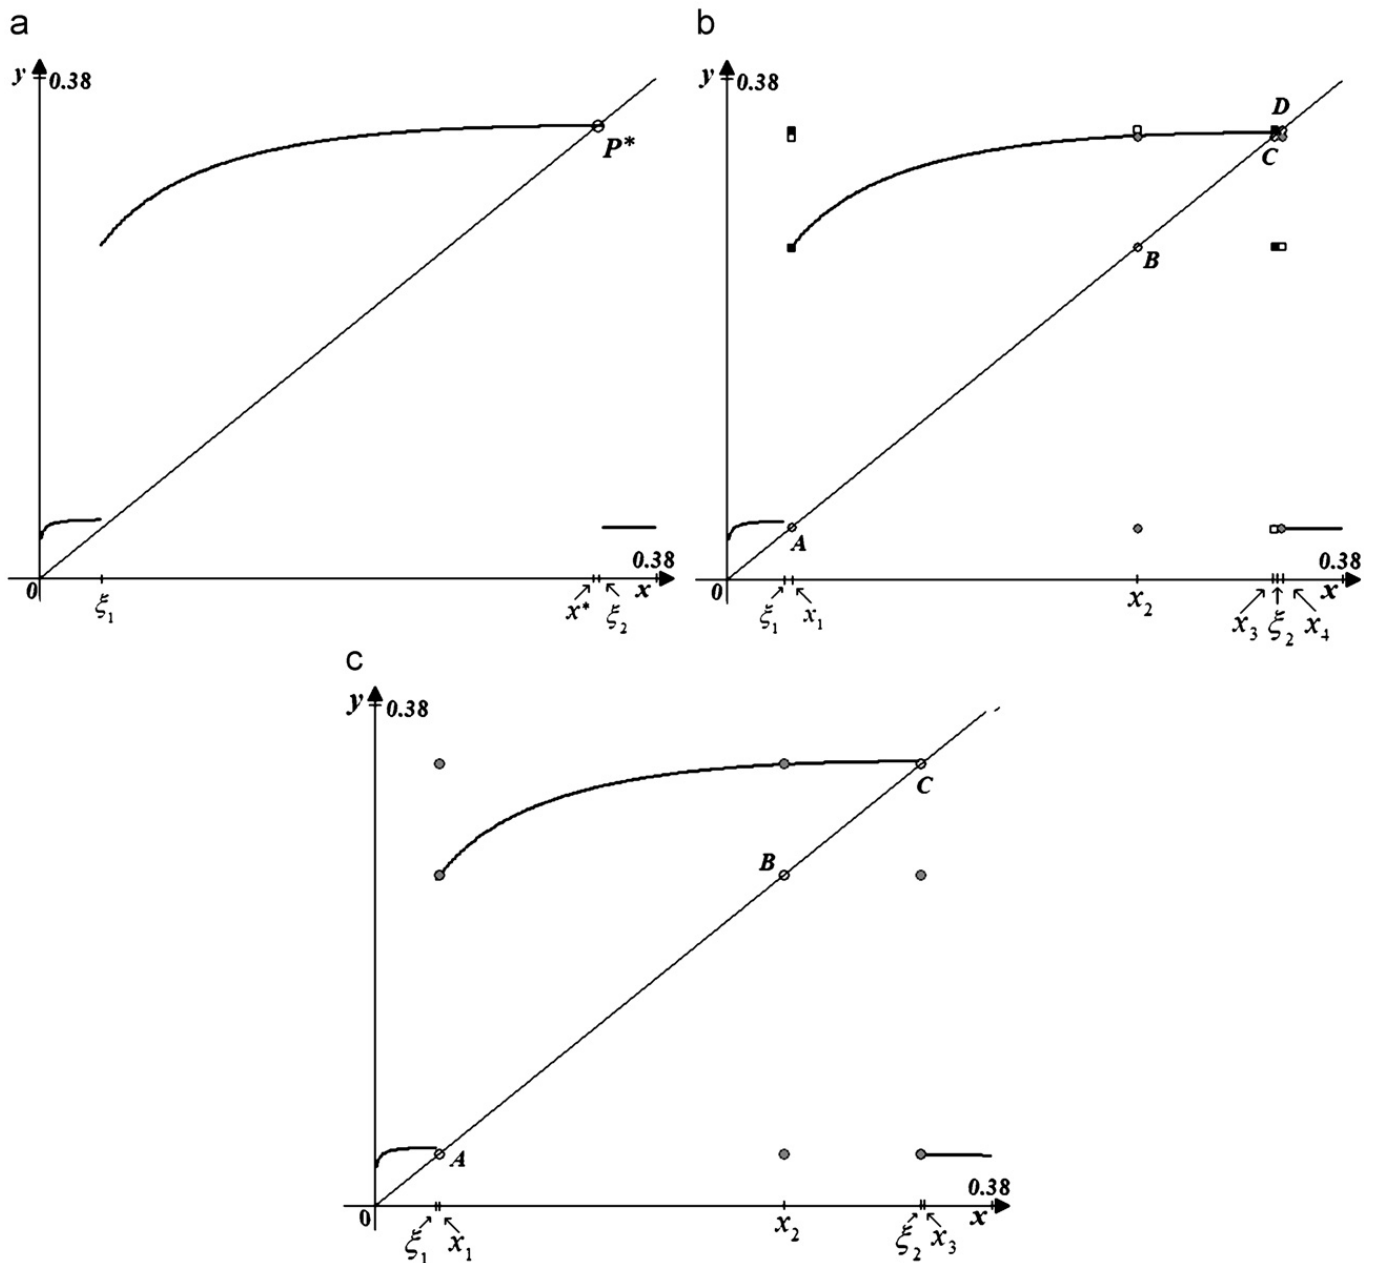 a
y 0.38
P*
0.38
0 ξ1 x* ξ2 x
b
y 0.38
D
C
B
A
0.38
0 ξ1 x1 x2 x3 ξ2 x4 x
c
y 0.38
C
B
A
0.38
0 ξ1 x1 x2 ξ2 x3 x